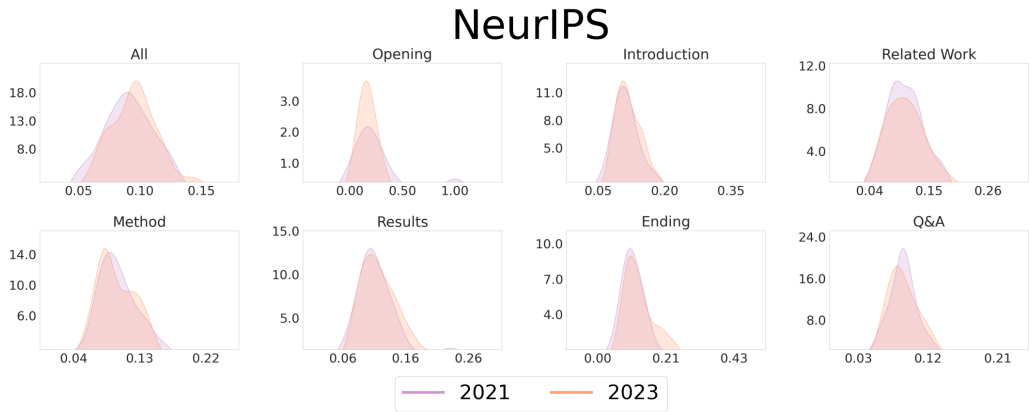 NeurIPS
All
18.0
13.0
8.0
0.05 0.10 0.15
Opening
3.0
2.0
1.0
0.00 0.50 1.00
Introduction
11.0
8.0
5.0
0.05 0.20 0.35
Related Work
12.0
8.0
4.0
0.04 0.15 0.26
Method
14.0
10.0
6.0
0.04 0.13 0.22
Results
15.0
10.0
5.0
0.06 0.16 0.26
Ending
10.0
7.0
4.0
0.00 0.21 0.43
Q&A
24.0
16.0
8.0
0.03 0.12 0.21
2021 2023